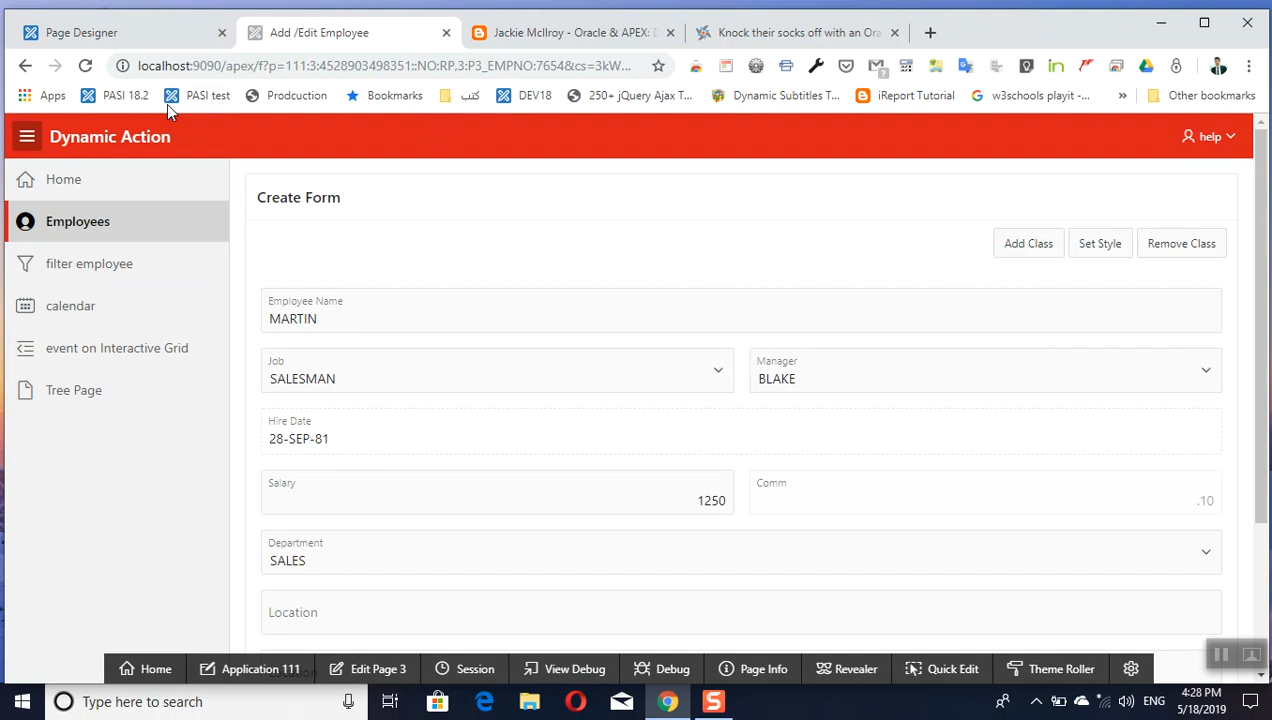 Page Designer
Add /Edit Employee
Jackie McIlroy - Oracle & APEX: D
Knock their socks off with an Ora
localhost:9090/apex/f?p=111:3:4528903498351::NO:RP,3:P3_EMPNO:7654&cs=3kW...
Apps
PASI 18.2
PASI test
Prodcuction
Bookmarks
كتب
DEV18
250+ jQuery Ajax T...
Dynamic Subtitles T...
iReport Tutorial
w3schools playit -...
»
Other bookmarks
Dynamic Action
help
Home
Employees
filter employee
calendar
event on Interactive Grid
Tree Page
Create Form
Add Class
Set Style
Remove Class
Employee Name
MARTIN
Job
SALESMAN
Manager
BLAKE
Hire Date
28-SEP-81
Salary
1250
Comm
.10
Department
SALES
Location
Home
Application 111
Edit Page 3
Session
View Debug
Debug
Page Info
Revealer
Quick Edit
Theme Roller
Type here to search
ENG
4:28 PM
5/18/2019